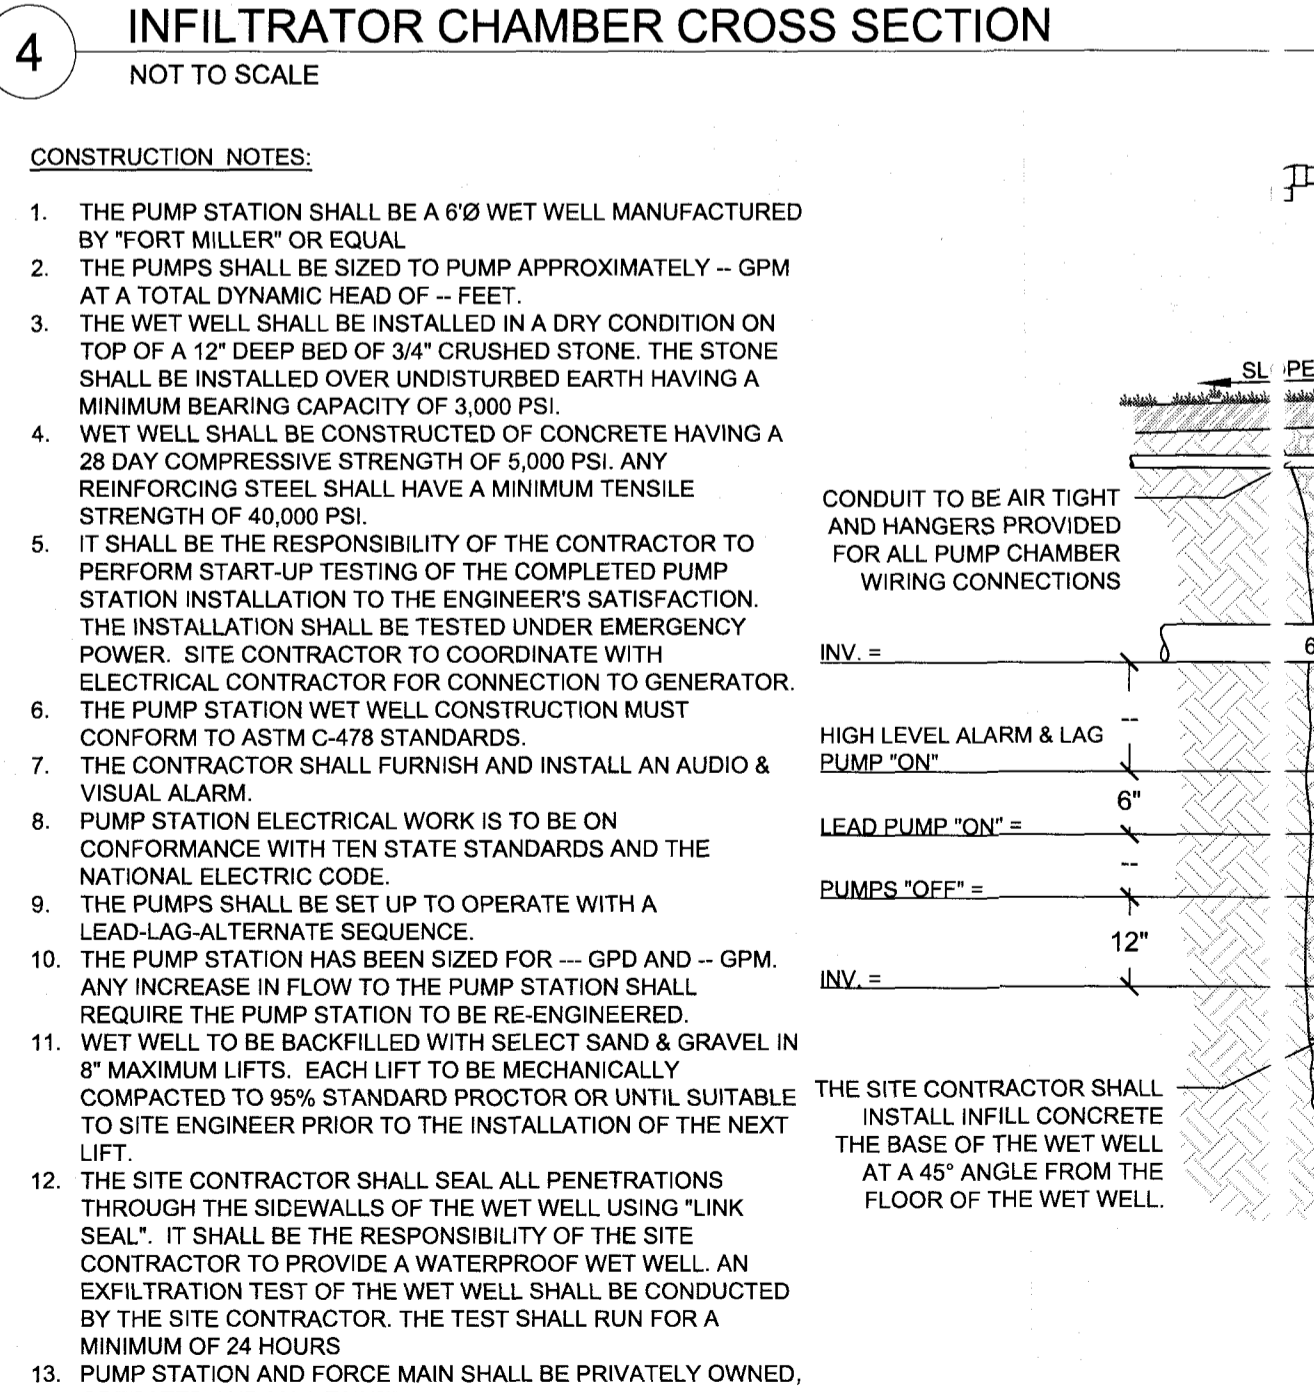 4
INFILTRATOR CHAMBER CROSS SECTION
NOT TO SCALE
CONSTRUCTION NOTES:
1. THE PUMP STATION SHALL BE A 6'Ø WET WELL MANUFACTURED
BY "FORT MILLER" OR EQUAL
2. THE PUMPS SHALL BE SIZED TO PUMP APPROXIMATELY -- GPM
AT A TOTAL DYNAMIC HEAD OF -- FEET.
3. THE WET WELL SHALL BE INSTALLED IN A DRY CONDITION ON
TOP OF A 12" DEEP BED OF 3/4" CRUSHED STONE. THE STONE
SHALL BE INSTALLED OVER UNDISTURBED EARTH HAVING A
MINIMUM BEARING CAPACITY OF 3,000 PSI.
4. WET WELL SHALL BE CONSTRUCTED OF CONCRETE HAVING A
28 DAY COMPRESSIVE STRENGTH OF 5,000 PSI. ANY
REINFORCING STEEL SHALL HAVE A MINIMUM TENSILE
STRENGTH OF 40,000 PSI.
5. IT SHALL BE THE RESPONSIBILITY OF THE CONTRACTOR TO
PERFORM START-UP TESTING OF THE COMPLETED PUMP
STATION INSTALLATION TO THE ENGINEER'S SATISFACTION.
THE INSTALLATION SHALL BE TESTED UNDER EMERGENCY
POWER. SITE CONTRACTOR TO COORDINATE WITH
ELECTRICAL CONTRACTOR FOR CONNECTION TO GENERATOR.
6. THE PUMP STATION WET WELL CONSTRUCTION MUST
CONFORM TO ASTM C-478 STANDARDS.
7. THE CONTRACTOR SHALL FURNISH AND INSTALL AN AUDIO &
VISUAL ALARM.
8. PUMP STATION ELECTRICAL WORK IS TO BE ON
CONFORMANCE WITH TEN STATE STANDARDS AND THE
NATIONAL ELECTRIC CODE.
9. THE PUMPS SHALL BE SET UP TO OPERATE WITH A
LEAD-LAG-ALTERNATE SEQUENCE.
10. THE PUMP STATION HAS BEEN SIZED FOR --- GPD AND -- GPM.
ANY INCREASE IN FLOW TO THE PUMP STATION SHALL
REQUIRE THE PUMP STATION TO BE RE-ENGINEERED.
11. WET WELL TO BE BACKFILLED WITH SELECT SAND & GRAVEL IN
8" MAXIMUM LIFTS. EACH LIFT TO BE MECHANICALLY
COMPACTED TO 95% STANDARD PROCTOR OR UNTIL SUITABLE
TO SITE ENGINEER PRIOR TO THE INSTALLATION OF THE NEXT
LIFT.
12. THE SITE CONTRACTOR SHALL SEAL ALL PENETRATIONS
THROUGH THE SIDEWALLS OF THE WET WELL USING "LINK
SEAL". IT SHALL BE THE RESPONSIBILITY OF THE SITE
CONTRACTOR TO PROVIDE A WATERPROOF WET WELL. AN
EXFILTRATION TEST OF THE WET WELL SHALL BE CONDUCTED
BY THE SITE CONTRACTOR. THE TEST SHALL RUN FOR A
MINIMUM OF 24 HOURS
13. PUMP STATION AND FORCE MAIN SHALL BE PRIVATELY OWNED,
SLOPE
CONDUIT TO BE AIR TIGHT
AND HANGERS PROVIDED
FOR ALL PUMP CHAMBER
WIRING CONNECTIONS
6
INV. =
--
HIGH LEVEL ALARM & LAG
PUMP "ON"
6"
LEAD PUMP "ON" =
--
PUMPS "OFF" =
12"
INV. =
THE SITE CONTRACTOR SHALL
INSTALL INFILL CONCRETE
THE BASE OF THE WET WELL
AT A 45° ANGLE FROM THE
FLOOR OF THE WET WELL.